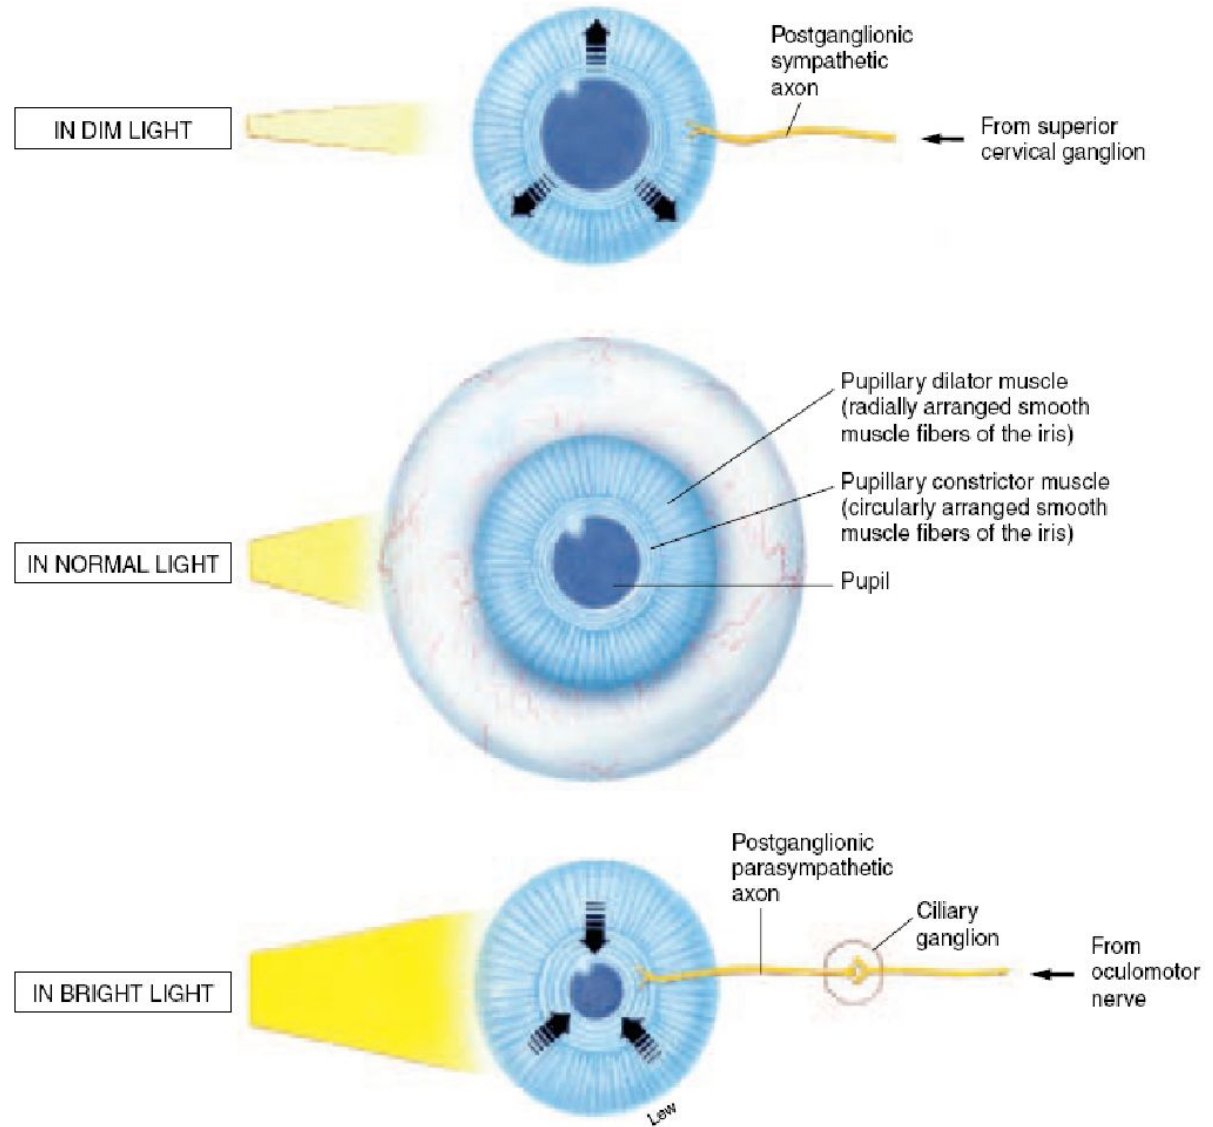 Postganglionic
sympathetic
axon
IN DIM LIGHT
From superior
cervical ganglion
Pupillary dilator muscle
(radially arranged smooth
muscle fibers of the iris)
Pupillary constrictor muscle
(circularly arranged smooth
muscle fibers of the iris)
IN NORMAL LIGHT
Pupil
Postganglionic
parasympathetic
axon
Ciliary
ganglion
From
oculomotor
nerve
IN BRIGHT LIGHT
Lew